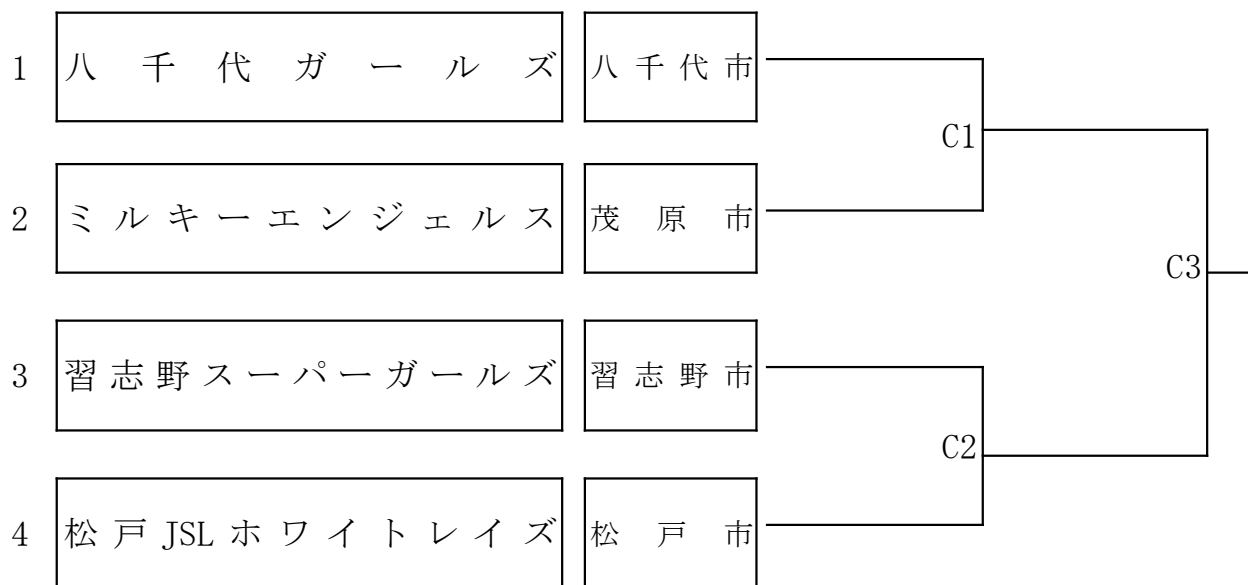 1 八千代ガールズ 八千代市
C1
2 ミルキーエンジェルス 茂原市
C3
3 習志野スーパーガールズ 習志野市
C2
4 松戸JSLホワイトレイズ 松戸市